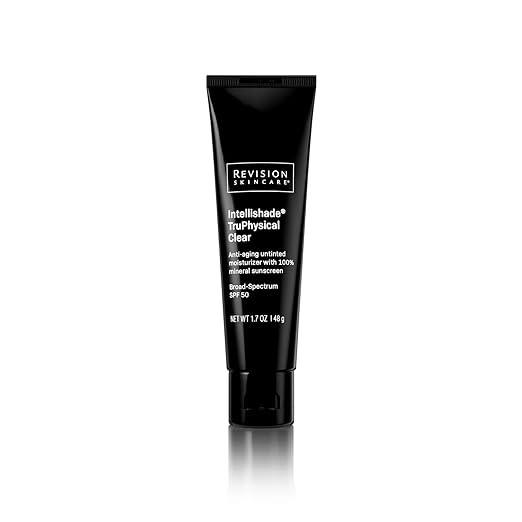 REVISION
SKINCARE®
Intellishade®
TruPhysical
Clear
Anti-aging untinted
moisturizer with 100%
mineral sunscreen
Broad-Spectrum
SPF 50
NET WT 1.7 OZ | 48 g